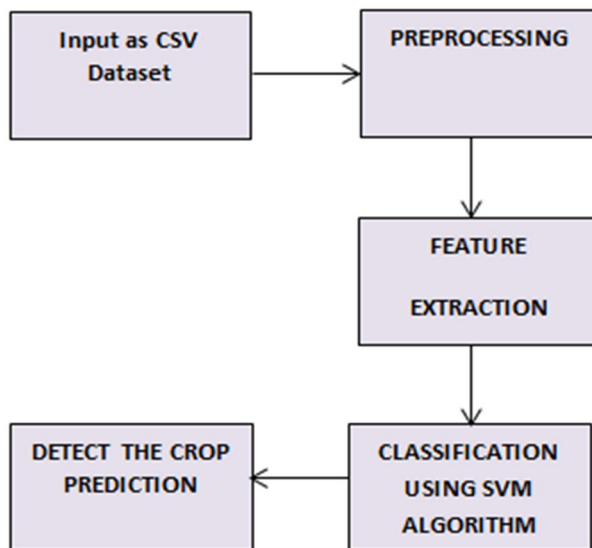 Input as CSV
Dataset
PREPROCESSING
FEATURE
EXTRACTION
CLASSIFICATION
USING SVM
ALGORITHM
DETECT THE CROP
PREDICTION